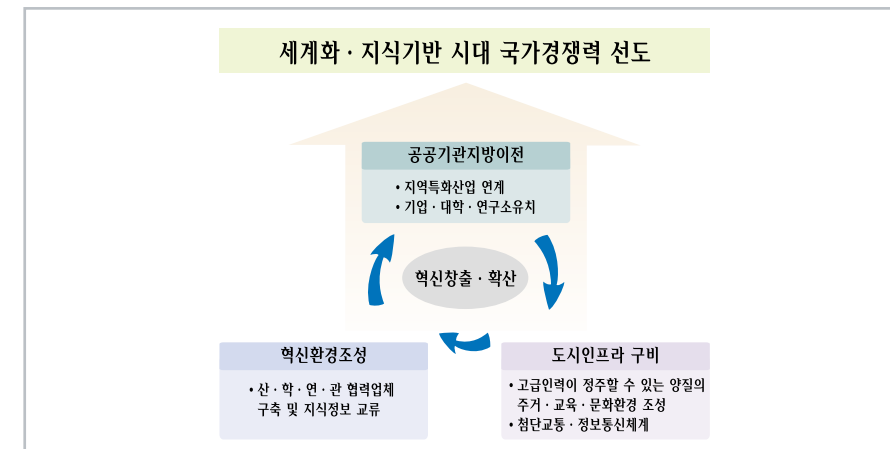 세계화 · 지식기반 시대 국가경쟁력 선도
공공기관지방이전
• 지역특화산업 연계
• 기업 · 대학 · 연구소유치
혁신창출 · 확산
혁신환경조성
• 산 · 학 · 연 · 관 협력업체
구축 및 지식정보 교류
도시인프라 구비
• 고급인력이 정주할 수 있는 양질의
주거 · 교육 · 문화환경 조성
• 첨단교통 · 정보통신체계